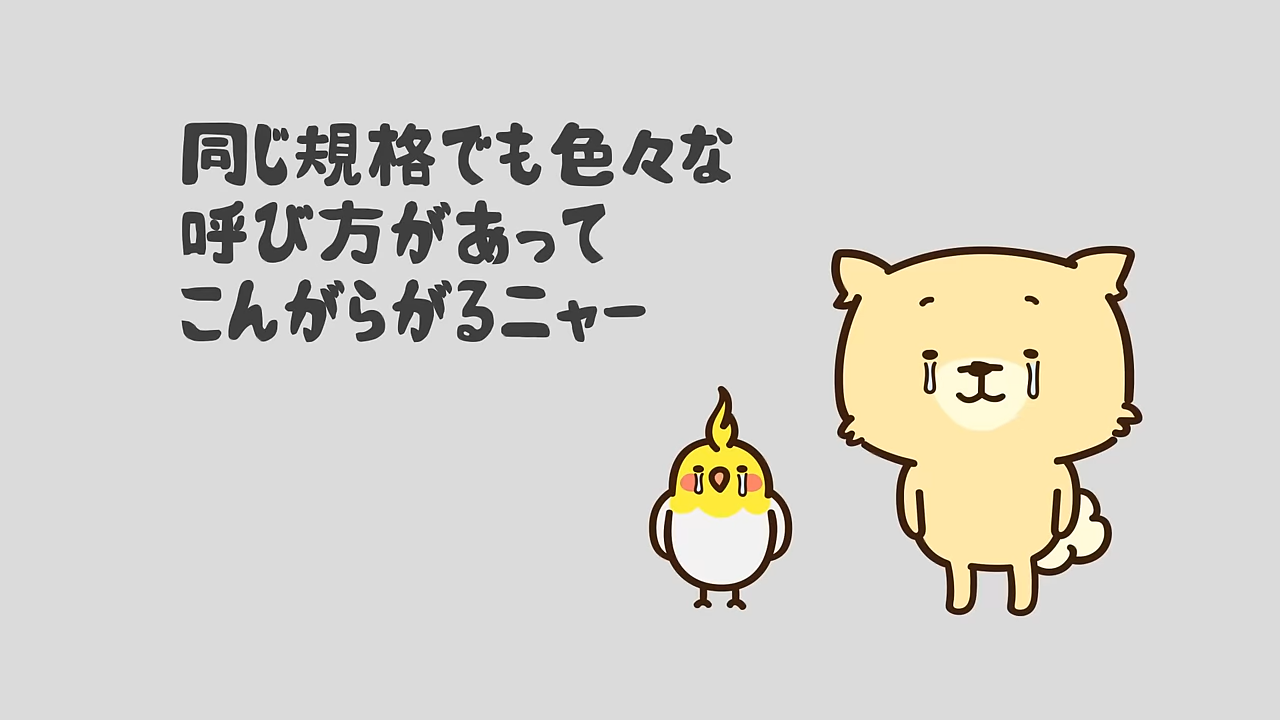 同じ規格でも色々な
呼び方があって
こんがらがるニャー